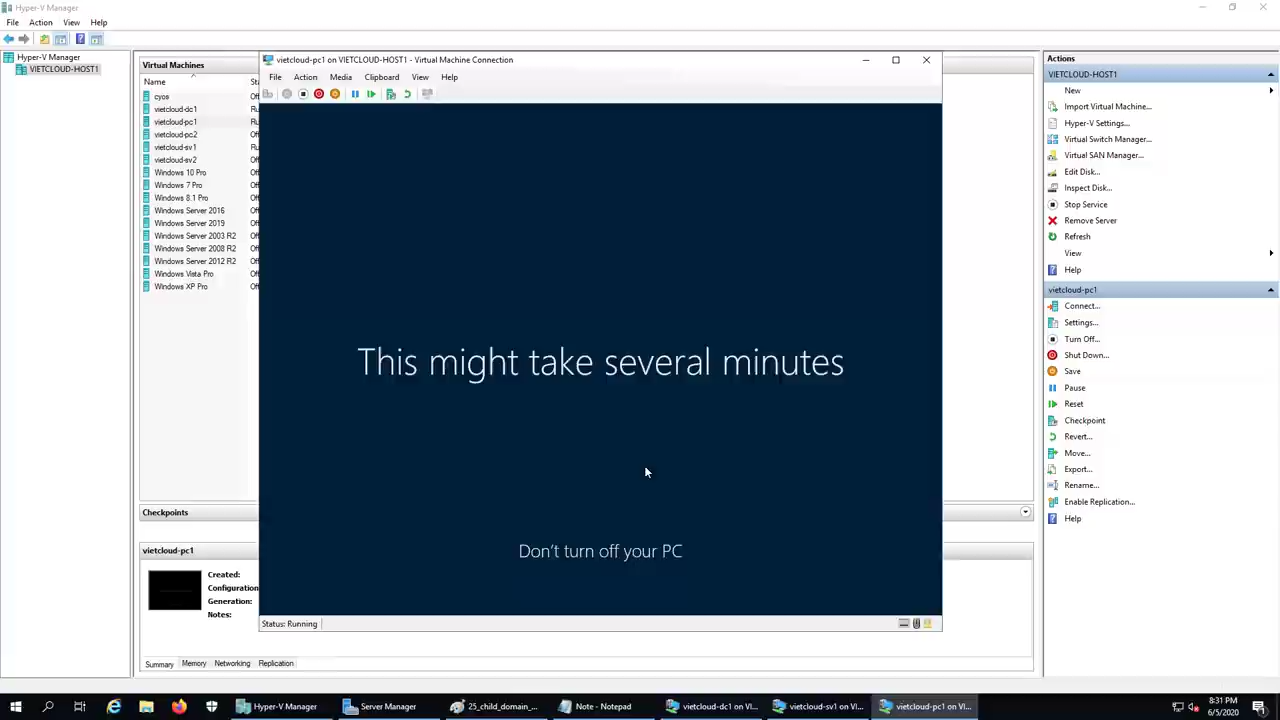 Hyper-V Manager
File Action View Help
Hyper-V Manager
VIETCLOUD-HOST1
Virtual Machines
Name
cyos
vietcloud-dc1
vietcloud-pc1
vietcloud-pc2
vietcloud-sv1
vietcloud-sv2
Windows 10 Pro
Windows 7 Pro
Windows 8.1 Pro
Windows Server 2016
Windows Server 2019
Windows Server 2003 R2
Windows Server 2008 R2
Windows Server 2012 R2
Windows Vista Pro
Windows XP Pro
Checkpoints
vietcloud-pc1
Created:
Configuration
Generation:
Notes:
Summary Memory Networking Replication
vietcloud-pc1 on VIETCLOUD-HOST1 - Virtual Machine Connection
File Action Media Clipboard View Help
This might take several minutes
Don't turn off your PC
Status: Running
Actions
VIETCLOUD-HOST1
New
Import Virtual Machine...
Hyper-V Settings...
Virtual Switch Manager...
Virtual SAN Manager...
Edit Disk...
Inspect Disk...
Stop Service
Remove Server
Refresh
View
Help
vietcloud-pc1
Connect...
Settings...
Turn Off...
Shut Down...
Save
Pause
Reset
Checkpoint
Revert...
Move...
Export...
Rename...
Enable Replication...
Help
Hyper-V Manager Server Manager 25_child_domain_... Note - Notepad vietcloud-dc1 on VI... vietcloud-sv1 on VI... vietcloud-pc1 on VI...
8:31 PM
6/5/2020